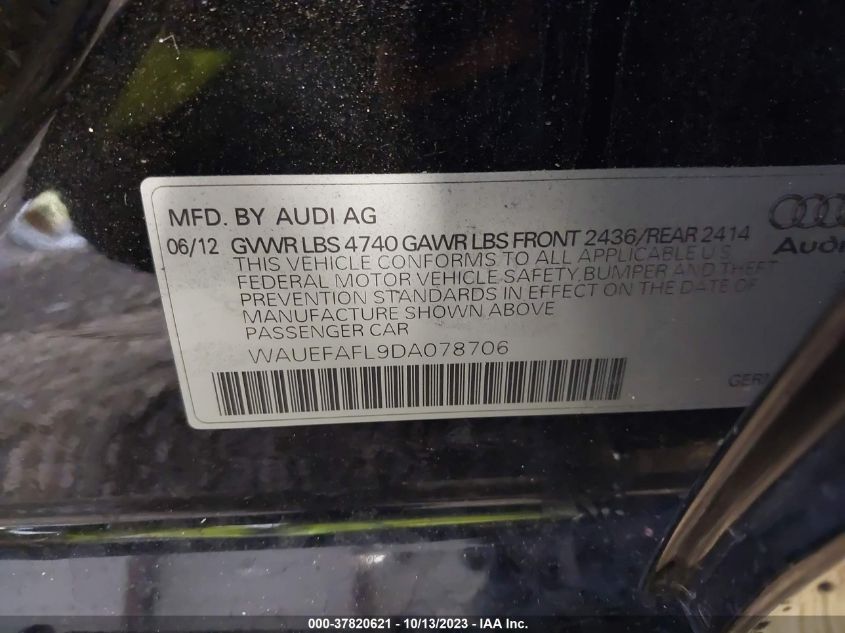 MFD. BY AUDI AG
06/12 GVWR LBS 4740 GAWR LBS FRONT 2436/REAR 2414
THIS VEHICLE CONFORMS TO ALL APPLICABLE U.S.
FEDERAL MOTOR VEHICLE SAFETY, BUMPER AND THEFT
PREVENTION STANDARDS IN EFFECT ON THE DATE OF
MANUFACTURE SHOWN ABOVE
PASSENGER CAR
WAUEFAFL9DA078706
Audi
GER
000-37820621 - 10/13/2023 - IAA Inc.